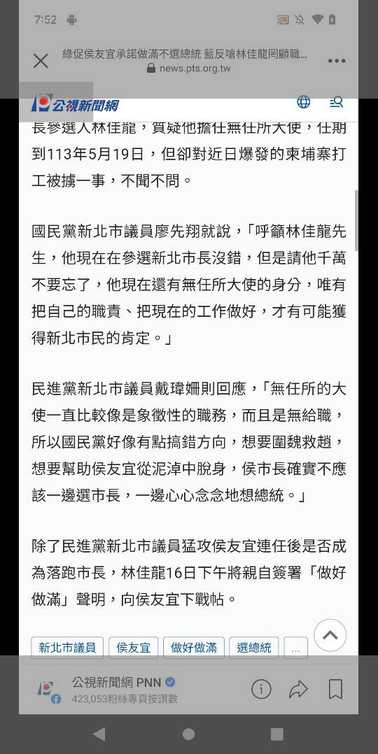 7:52
綠促侯友宜承諾做滿不選總統 藍反嗆林佳龍罔顧職...
news.pts.org.tw
公視新聞網
長參選人林佳龍，質疑他擔任無任所大使，任期
到113年5月19日，但卻對近日爆發的柬埔寨打
工被擄一事，不聞不問。
國民黨新北市議員廖先翔就說，「呼籲林佳龍先
生，他現在在參選新北市長沒錯，但是請他千萬
不要忘了，他現在還有無任所大使的身分，唯有
把自己的職責、把現在的工作做好，才有可能獲
得新北市民的肯定。」
民進黨新北市議員戴瑋姍則回應，「無任所的大
使一直比較像是象徵性的職務，而且是無給職，
所以國民黨好像有點搞錯方向，想要圍魏救趙，
想要幫助侯友宜從泥淖中脫身，侯市長確實不應
該一邊選市長，一邊心心念念地想總統。」
除了民進黨新北市議員猛攻侯友宜連任後是否成
為落跑市長，林佳龍16日下午將親自簽署「做好
做滿」聲明，向侯友宜下戰帖。
新北市議員 侯友宜 做好做滿 選總統 ...
公視新聞網 PNN
423,053粉絲專頁按讚數